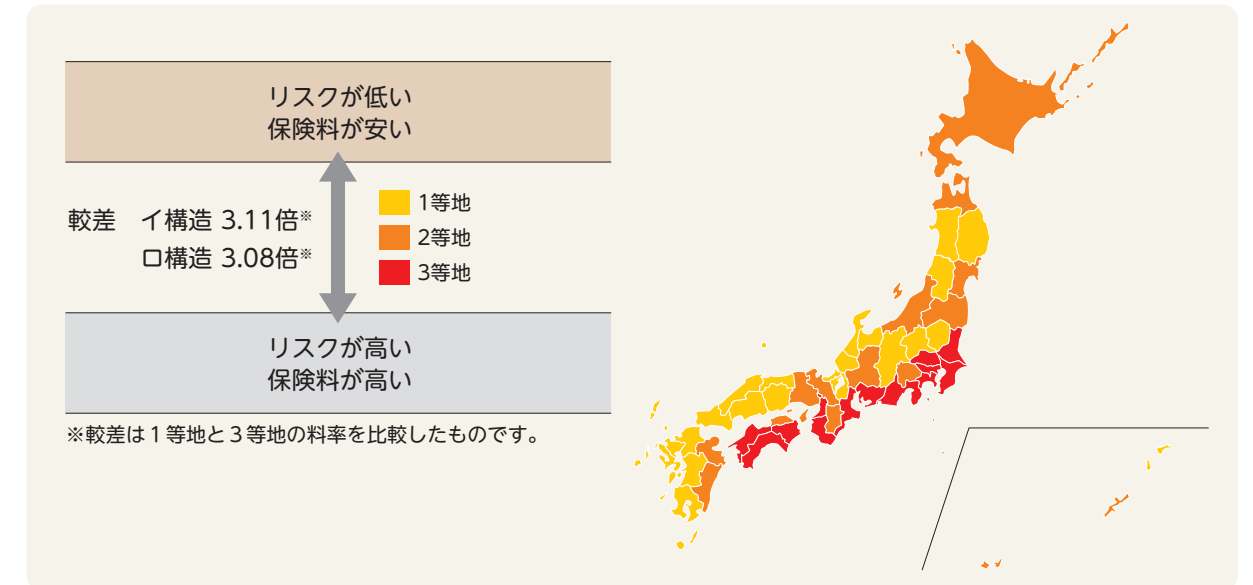 リスクが低い
保険料が安い
較差 イ構造 3.11倍※
ロ構造 3.08倍※
1等地
2等地
3等地
リスクが高い
保険料が高い
※較差は1等地と3等地の料率を比較したものです。